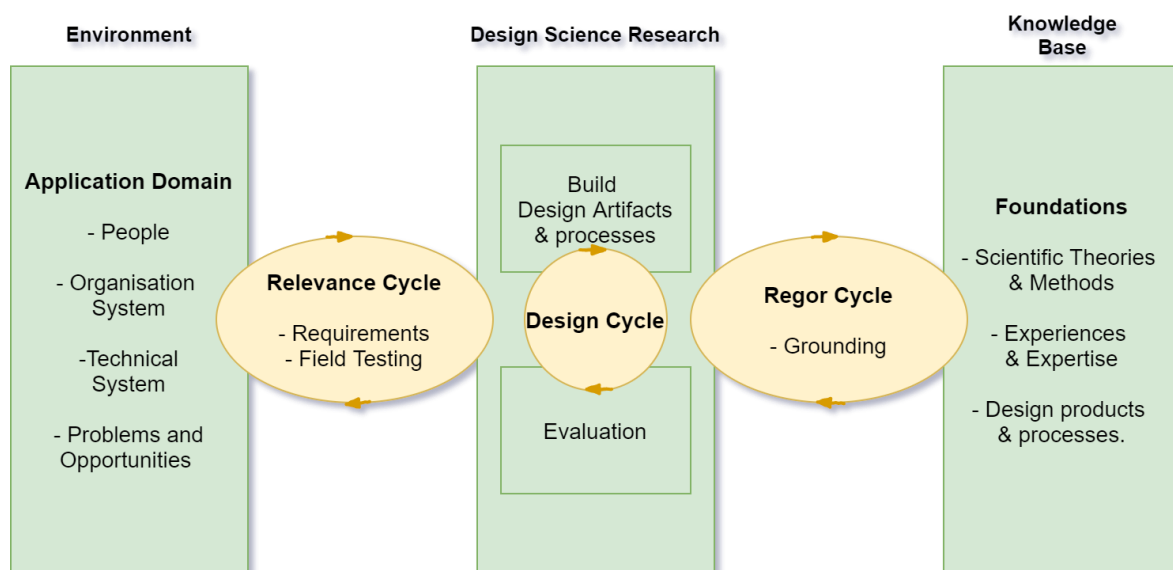 Environment
Design Science Research
Knowledge
Base
Application Domain
- People
- Organisation
System
-Technical
System
- Problems and
Opportunities
Relevance Cycle
- Requirements
- Field Testing
Build
Design Artifacts
& processes
Design Cycle
Evaluation
Regor Cycle
- Grounding
Foundations
- Scientific Theories
& Methods
- Experiences
& Expertise
- Design products
& processes.